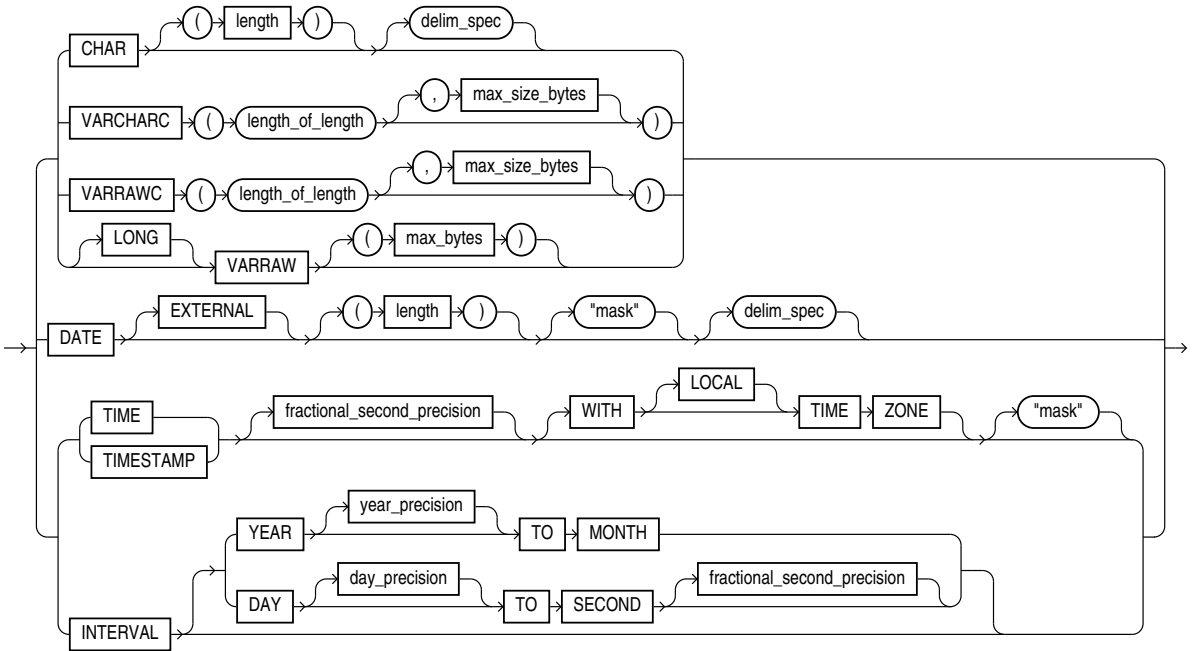 ( length ) delim_spec
CHAR
, max_size_bytes
VARCHARC ( length_of_length )
, max_size_bytes
VARRAWC ( length_of_length )
LONG ( max_bytes )
VARRAW
EXTERNAL ( length ) "mask" delim_spec
DATE
LOCAL
TIME fractional_second_precision WITH TIME ZONE "mask"
TIMESTAMP
year_precision
YEAR TO MONTH
day_precision fractional_second_precision
DAY TO SECOND
INTERVAL